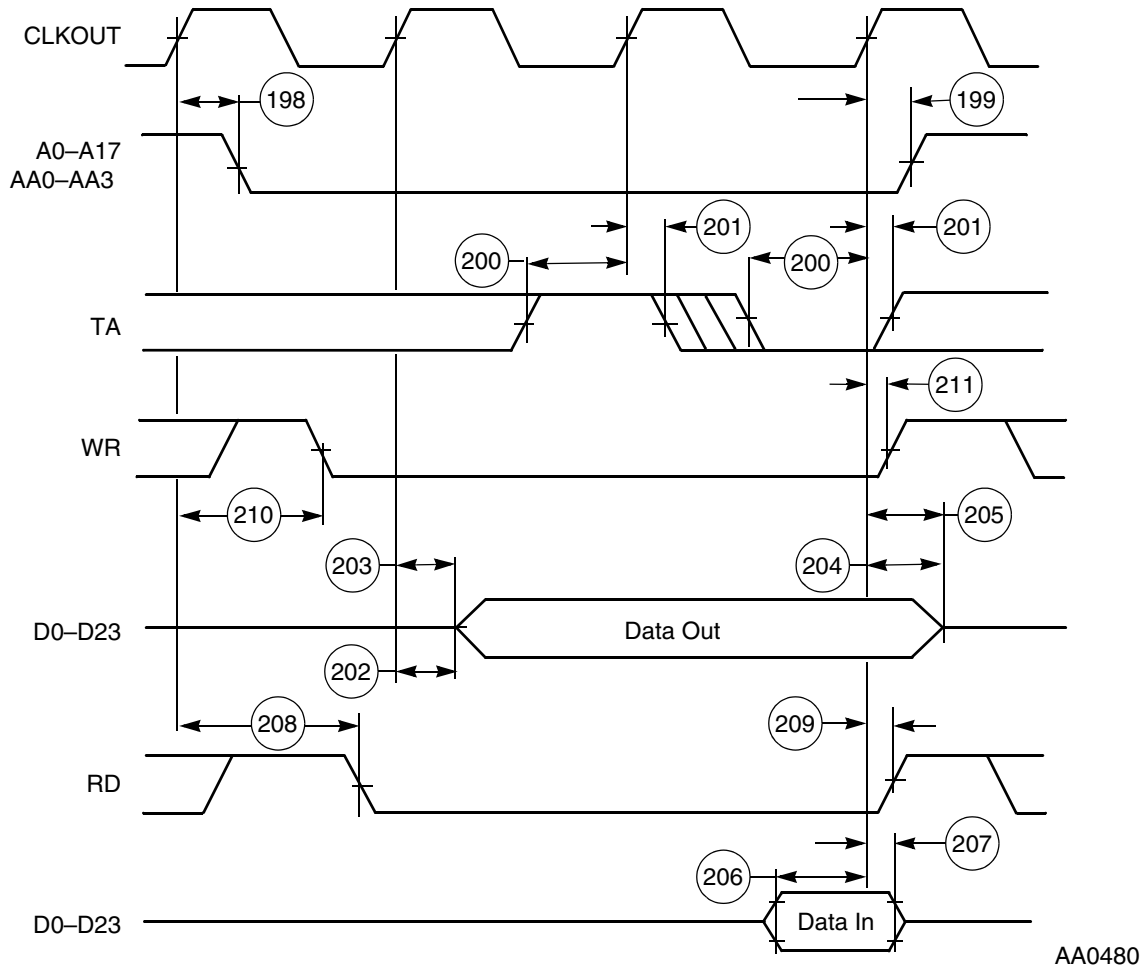 CLKOUT
198
199
A0–A17
AA0–AA3
201
201
200
200
TA
211
WR
210
205
203
204
D0–D23
Data Out
202
208
209
RD
207
206
D0–D23
Data In
AA0480